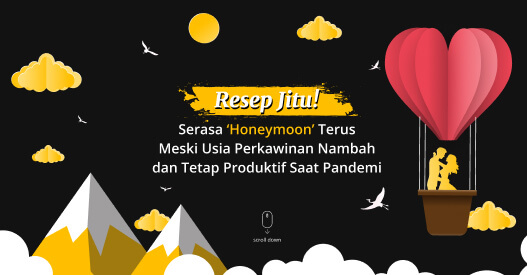 Resep Jitu!
Serasa ‘Honeymoon’ Terus
Meski Usia Perkawinan Nambah
dan Tetap Produktif Saat Pandemi
scroll down